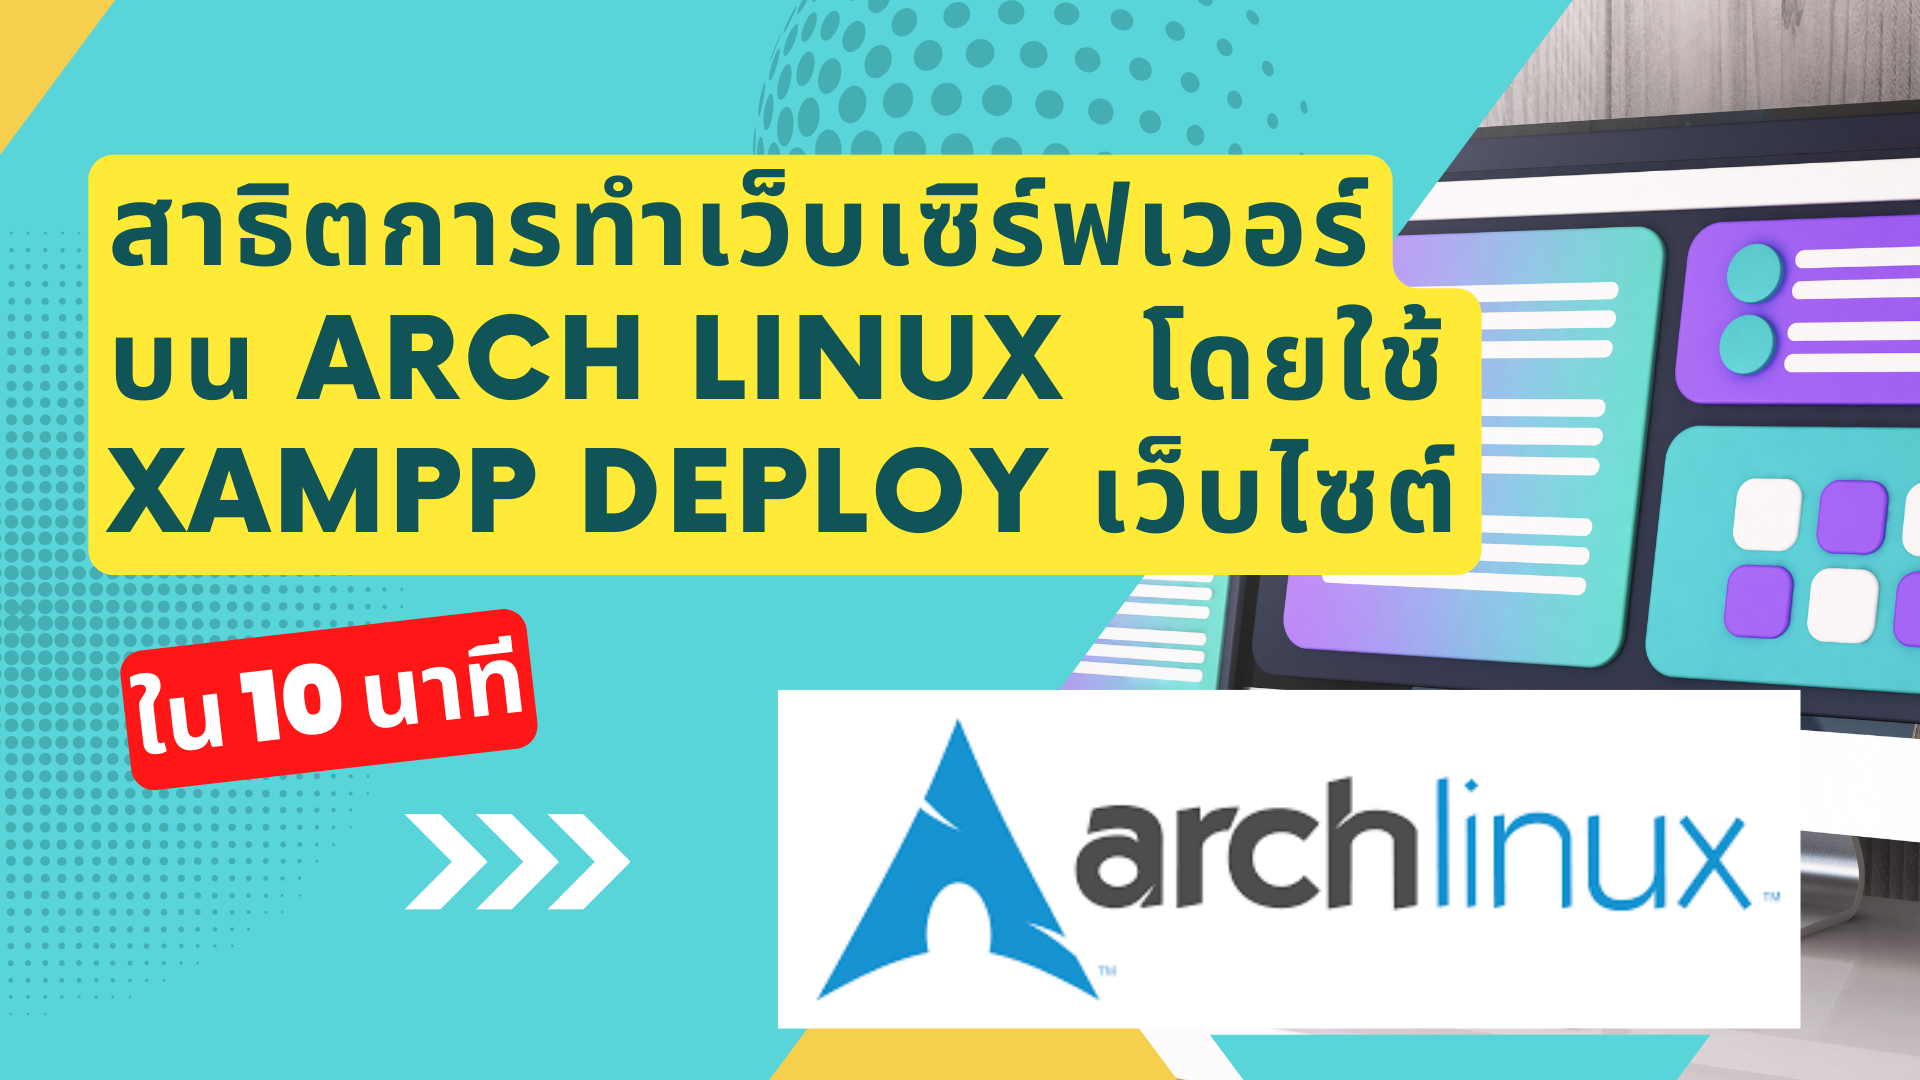 สาธิตการทำเว็บเซิร์ฟเวอร์
บน ARCH LINUX โดยใช้
XAMPP DEPLOY เว็บไซต์
ใน 10 นาที
archlinux™
™